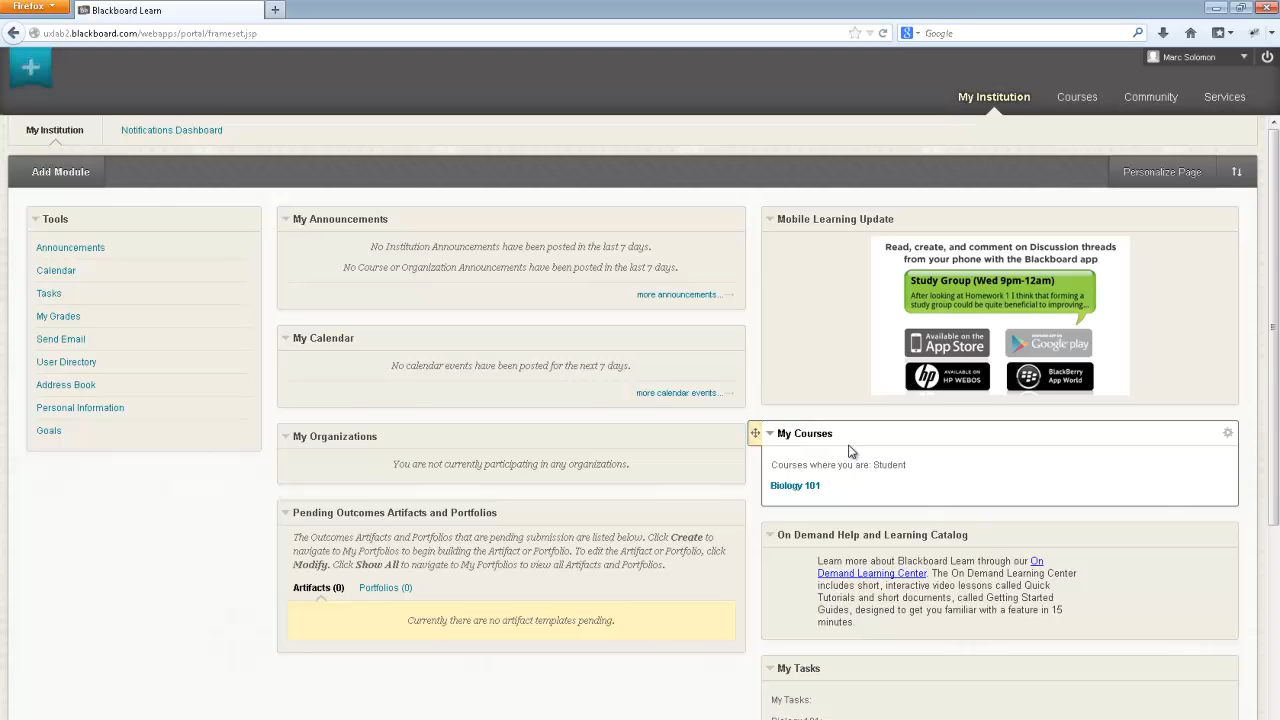 Firefox
Blackboard Learn
uxlab2.blackboard.com/webapps/portal/frameset.jsp
Google
Marc Solomon
My Institution
Courses
Community
Services
My Institution
Notifications Dashboard
Add Module
Personalize Page
Tools
Announcements
Calendar
Tasks
My Grades
Send Email
User Directory
Address Book
Personal Information
Goals
My Announcements
No Institution Announcements have been posted in the last 7 days.
No Course or Organization Announcements have been posted in the last 7 days.
more announcements...
My Calendar
No calendar events have been posted for the next 7 days.
more calendar events...
My Organizations
You are not currently participating in any organizations.
Pending Outcomes Artifacts and Portfolios
The Outcomes Artifacts and Portfolios that are pending submission are listed below. Click Create to
navigate to My Portfolios to begin building the Artifact or Portfolio. To edit the Artifact or Portfolio, click
Modify. Click Show All to navigate to My Portfolios to view all Artifacts and Portfolios.
Artifacts (0)
Portfolios (0)
Currently there are no artifact templates pending.
Mobile Learning Update
Read, create, and comment on Discussion threads
from your phone with the Blackboard app
Study Group (Wed 9pm-12am)
After looking at Homework 1 I think that forming a
study group could be quite beneficial to improving...
Available on the
App Store
Google play
AVAILABLE ON
HP WEBOS
BlackBerry
App World
My Courses
Courses where you are: Student
Biology 101
On Demand Help and Learning Catalog
Learn more about Blackboard Learn through our On
Demand Learning Center. The On Demand Learning Center
includes short, interactive video lessons called Quick
Tutorials and short documents, called Getting Started
Guides, designed to get you familiar with a feature in 15
minutes.
My Tasks
My Tasks:
Biology 101: